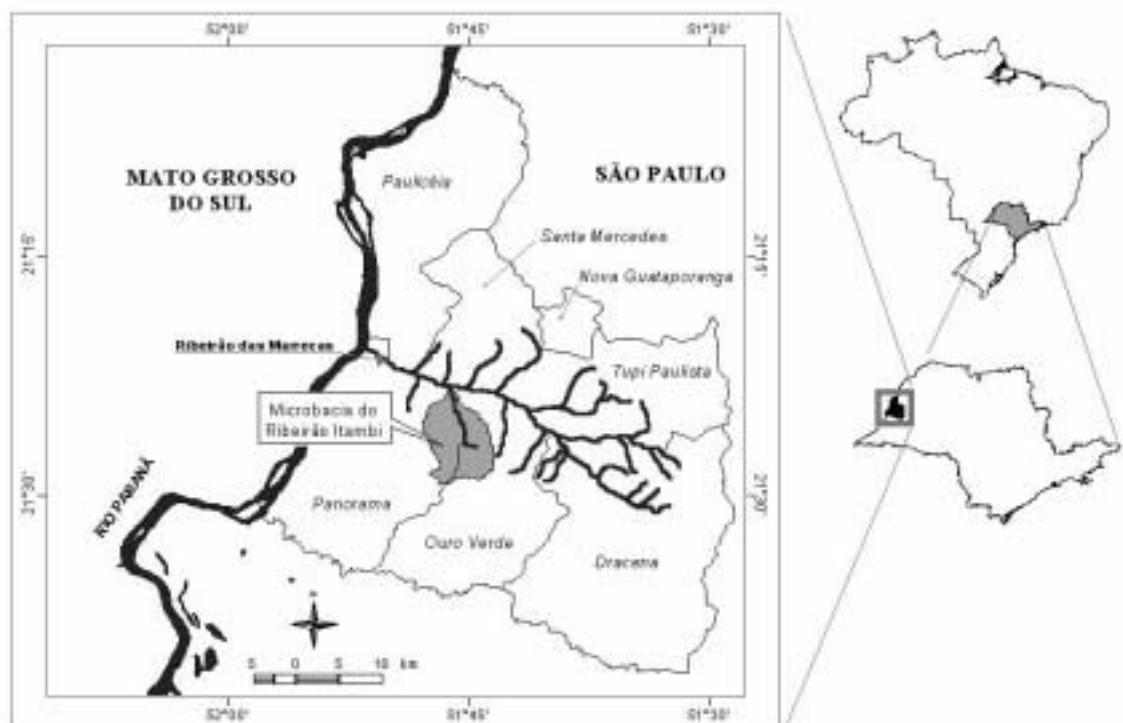 52°00'
51°45'
51°30'
MATO GROSSO
DO SUL
SÃO PAULO
Paulicéia
Santa Mercedes
Nova Guataporanga
21°15'
21°15'
Ribeirão das Marrecas
Tupi Paulista
Microbacia do
Ribeirão Itambi
RIO PARANÁ
21°30'
21°30'
Panorama
Ouro Verde
Dracena
5 0 5 10 km
52°00'
51°45'
51°30'